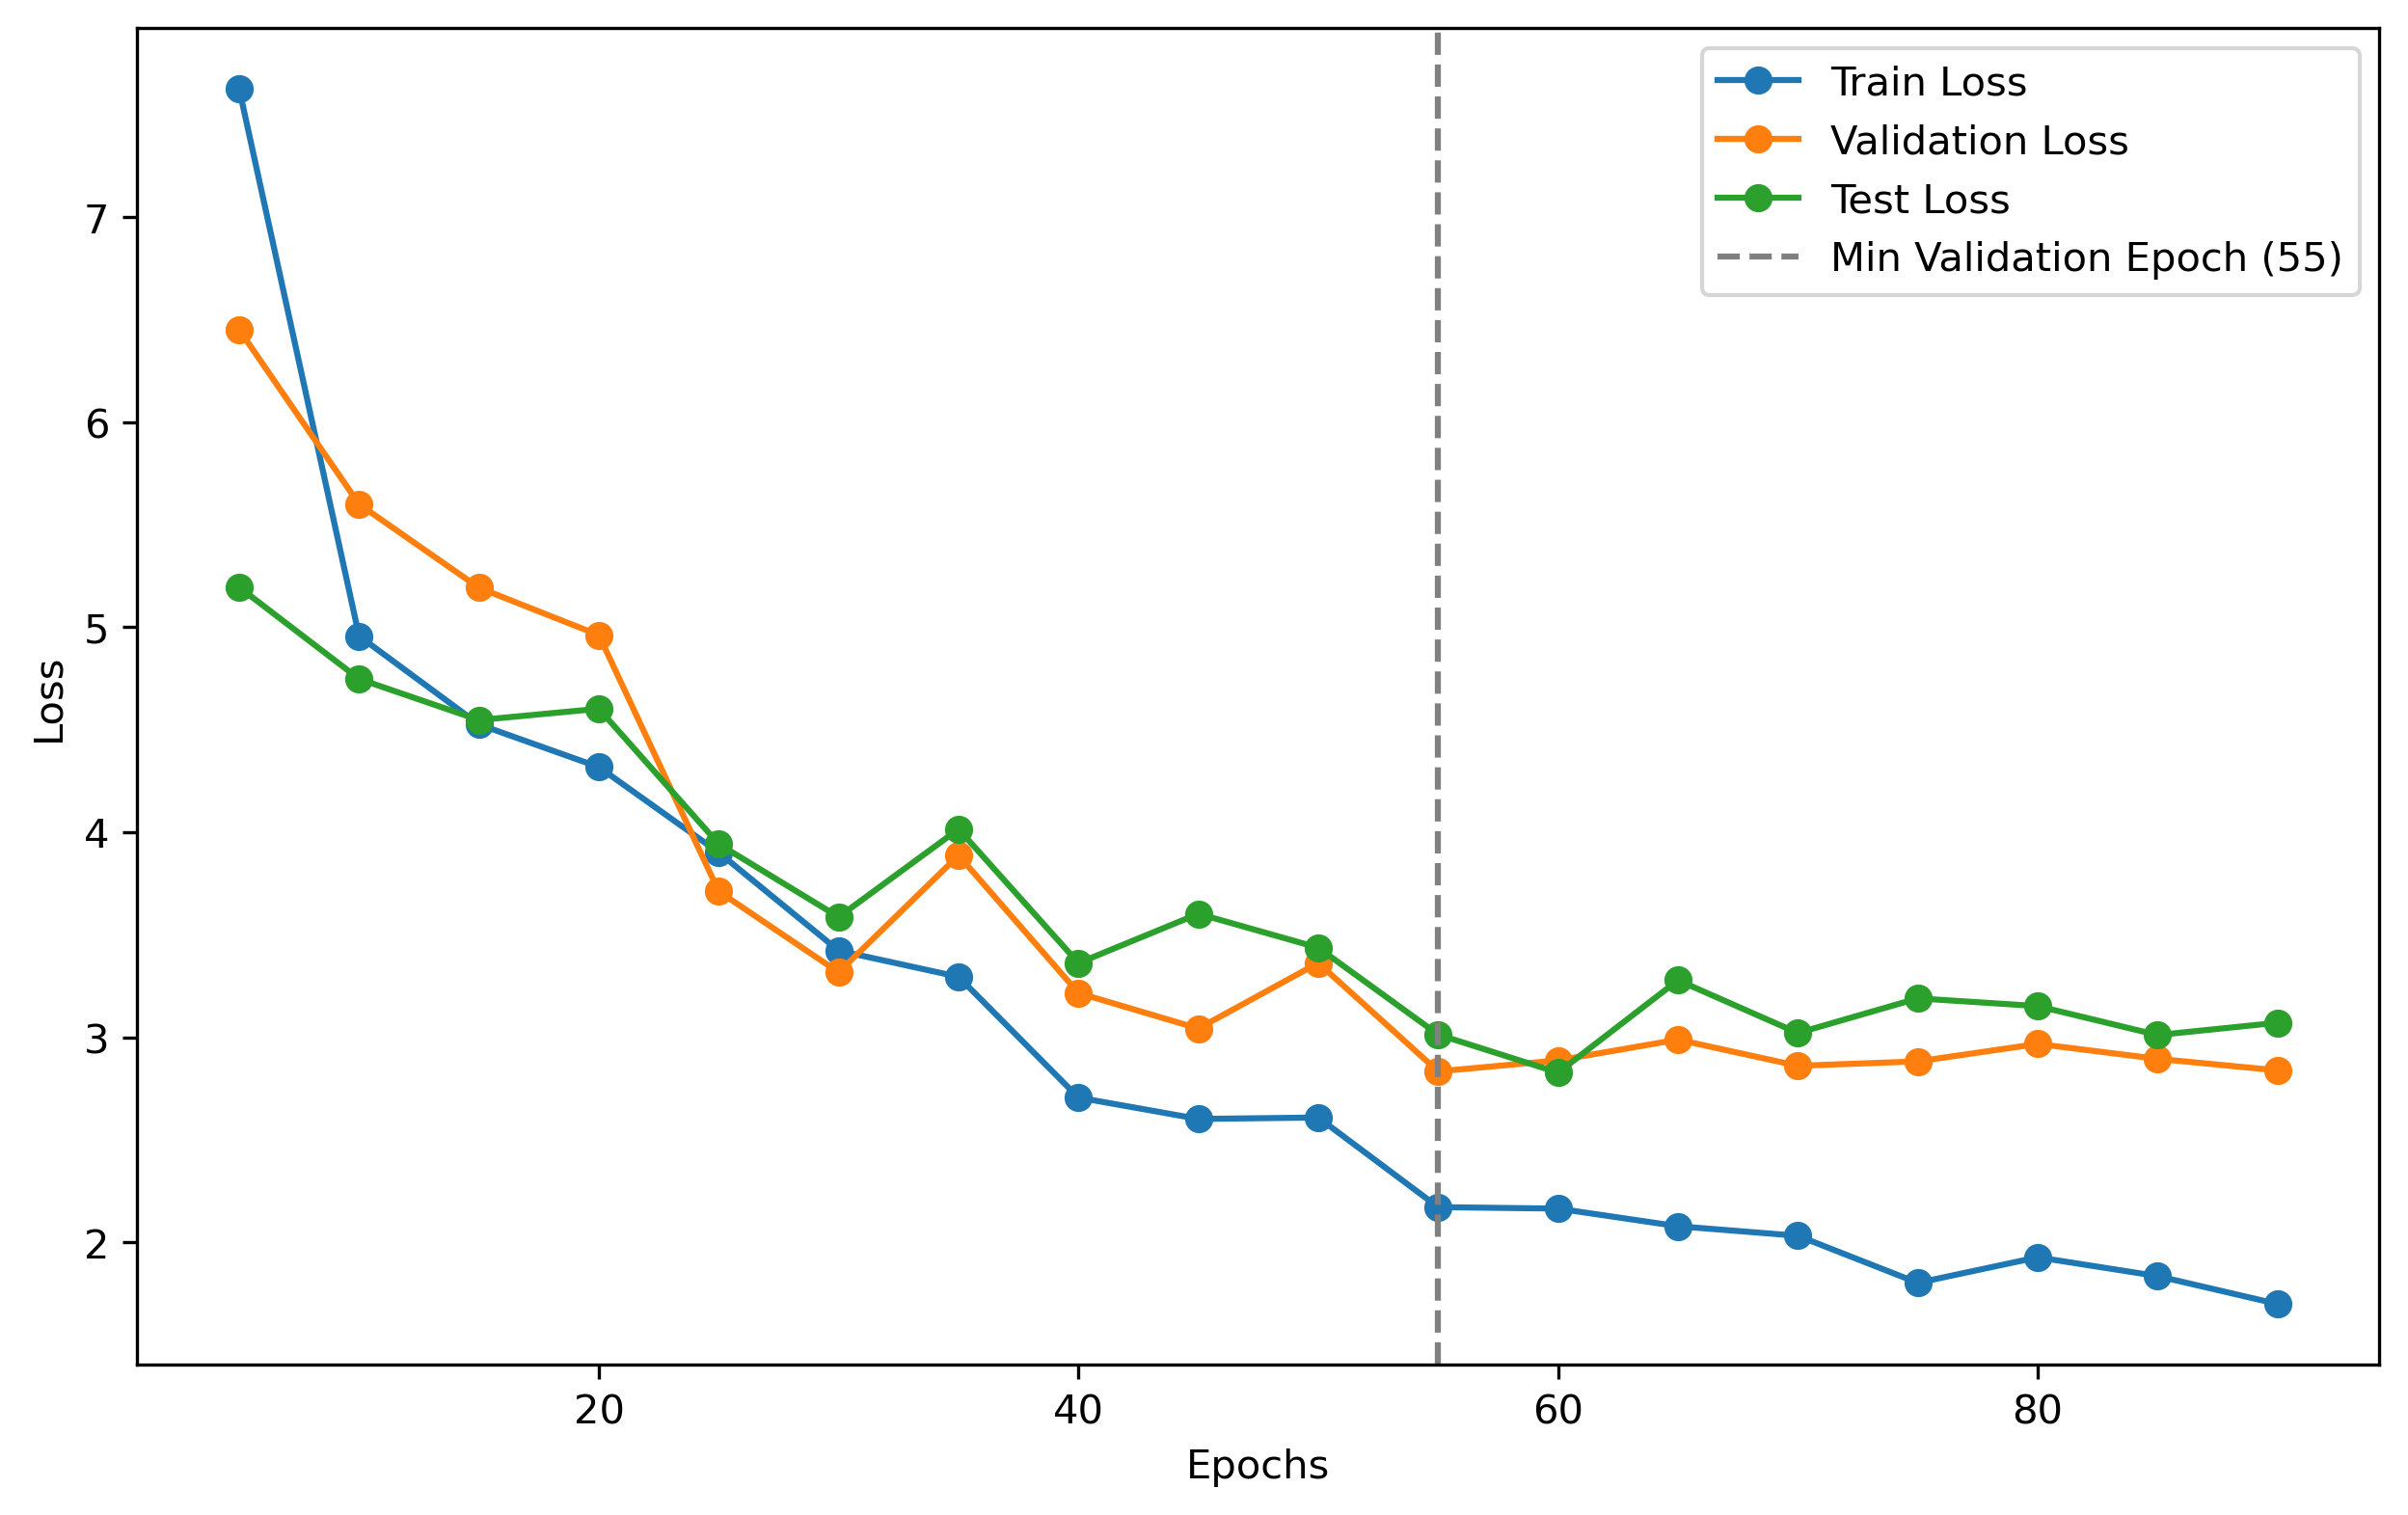 Train Loss
Validation Loss
Test Loss
Min Validation Epoch (55)
7
6
5
4
3
2
Loss
20 40 60 80
Epochs